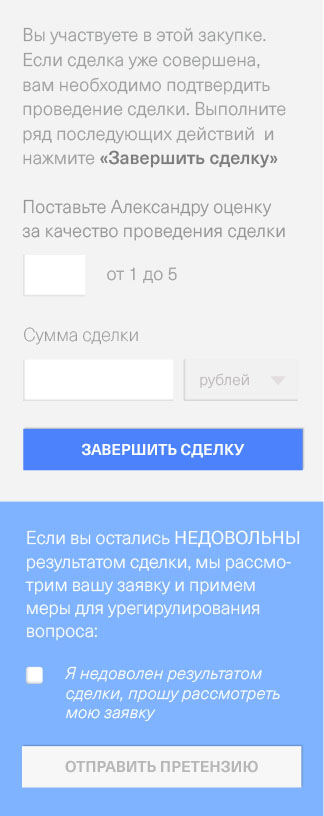 Вы участвуете в этой закупке.
Если сделка уже совершена,
вам необходимо подтвердить
проведение сделки. Выполните
ряд последующих действий и
нажмите «Завершить сделку»
Поставьте Александру оценку
за качество проведения сделки
от 1 до 5
Сумма сделки
рублей
ЗАВЕРШИТЬ СДЕЛКУ
Если вы остались НЕДОВОЛЬНЫ
результатом сделки, мы рассмо-
трим вашу заявку и примем
меры для урегирулирования
вопроса:
Я недоволен результатом
сделки, прошу рассмотреть
мою заявку
ОТПРАВИТЬ ПРЕТЕНЗИЮ